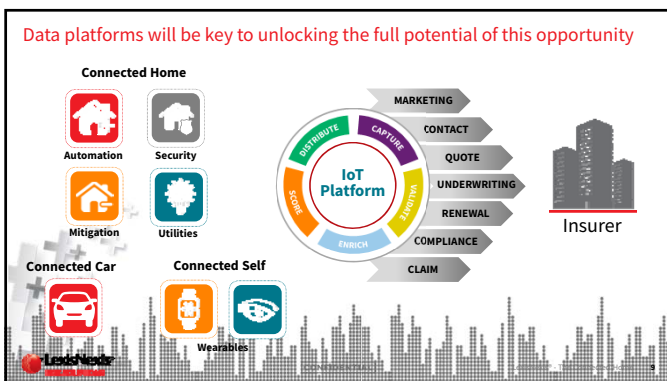 Data platforms will be key to unlocking the full potential of this opportunity
Connected Home
Automation
Security
Mitigation
Utilities
Connected Car
Connected Self
Wearables
DISTRIBUTE
CAPTURE
VALIDATE
ENRICH
SCORE
IoT
Platform
MARKETING
CONTACT
QUOTE
UNDERWRITING
RENEWAL
COMPLIANCE
CLAIM
Insurer
LexisNexis
CONFIDENTIAL
9